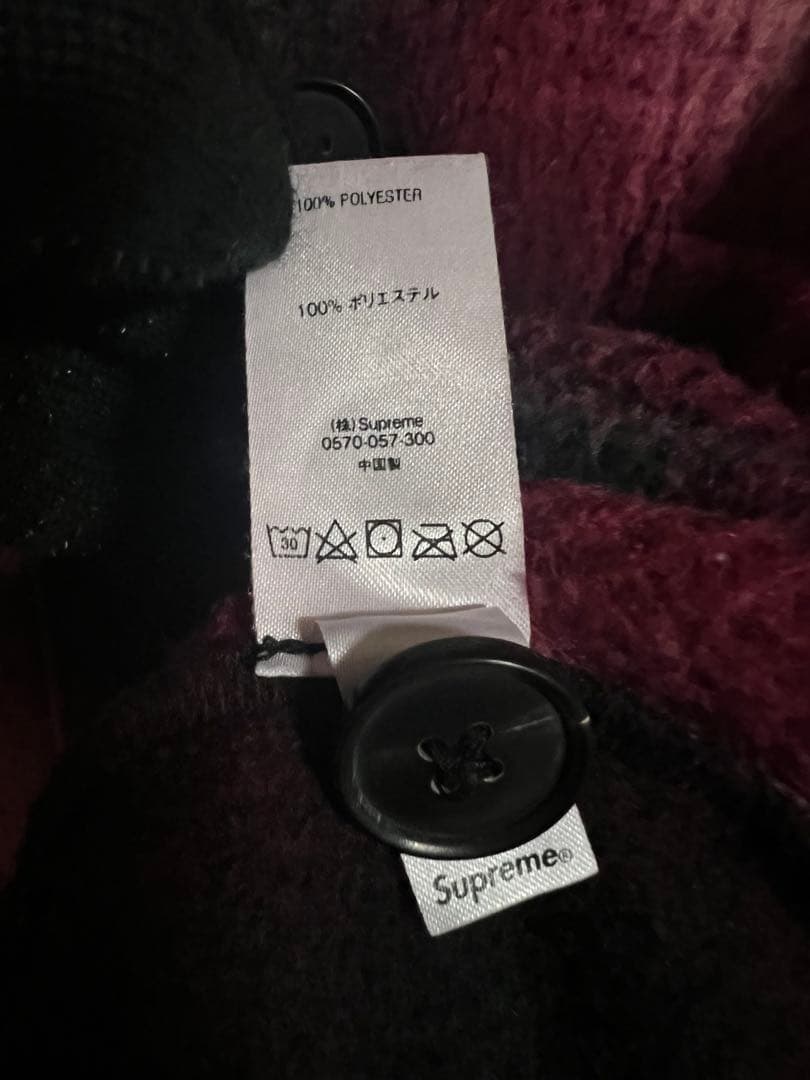 100% POLYESTER
100% ポリエステル
(株)Supreme
0570-057-300
中国製
30
Supreme®